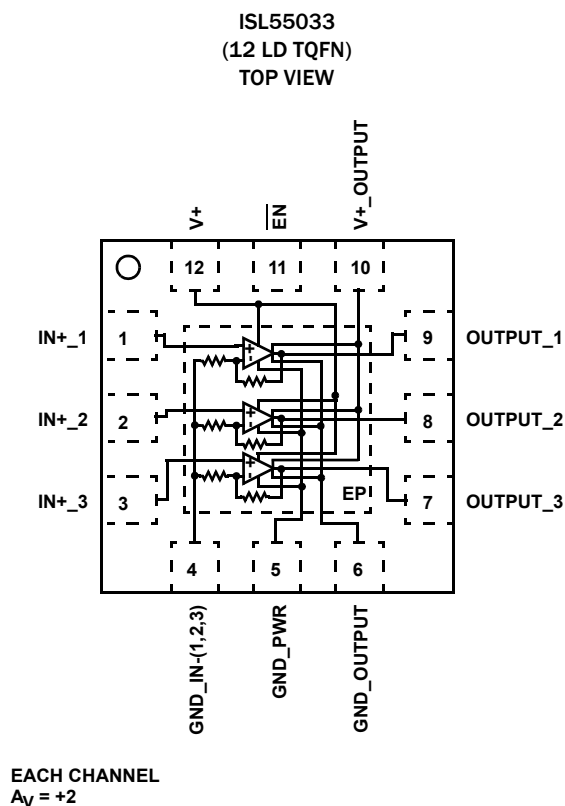 ISL55033
(12 LD TQFN)
TOP VIEW
V+
EN
V+_OUTPUT
12
11
10
IN+_1
1
9
OUTPUT_1
IN+_2
2
8
OUTPUT_2
IN+_3
3
7
OUTPUT_3
+
-
+
-
+
-
EP
4
5
6
GND_IN-(1,2,3)
GND_PWR
GND_OUTPUT
EACH CHANNEL
AV = +2